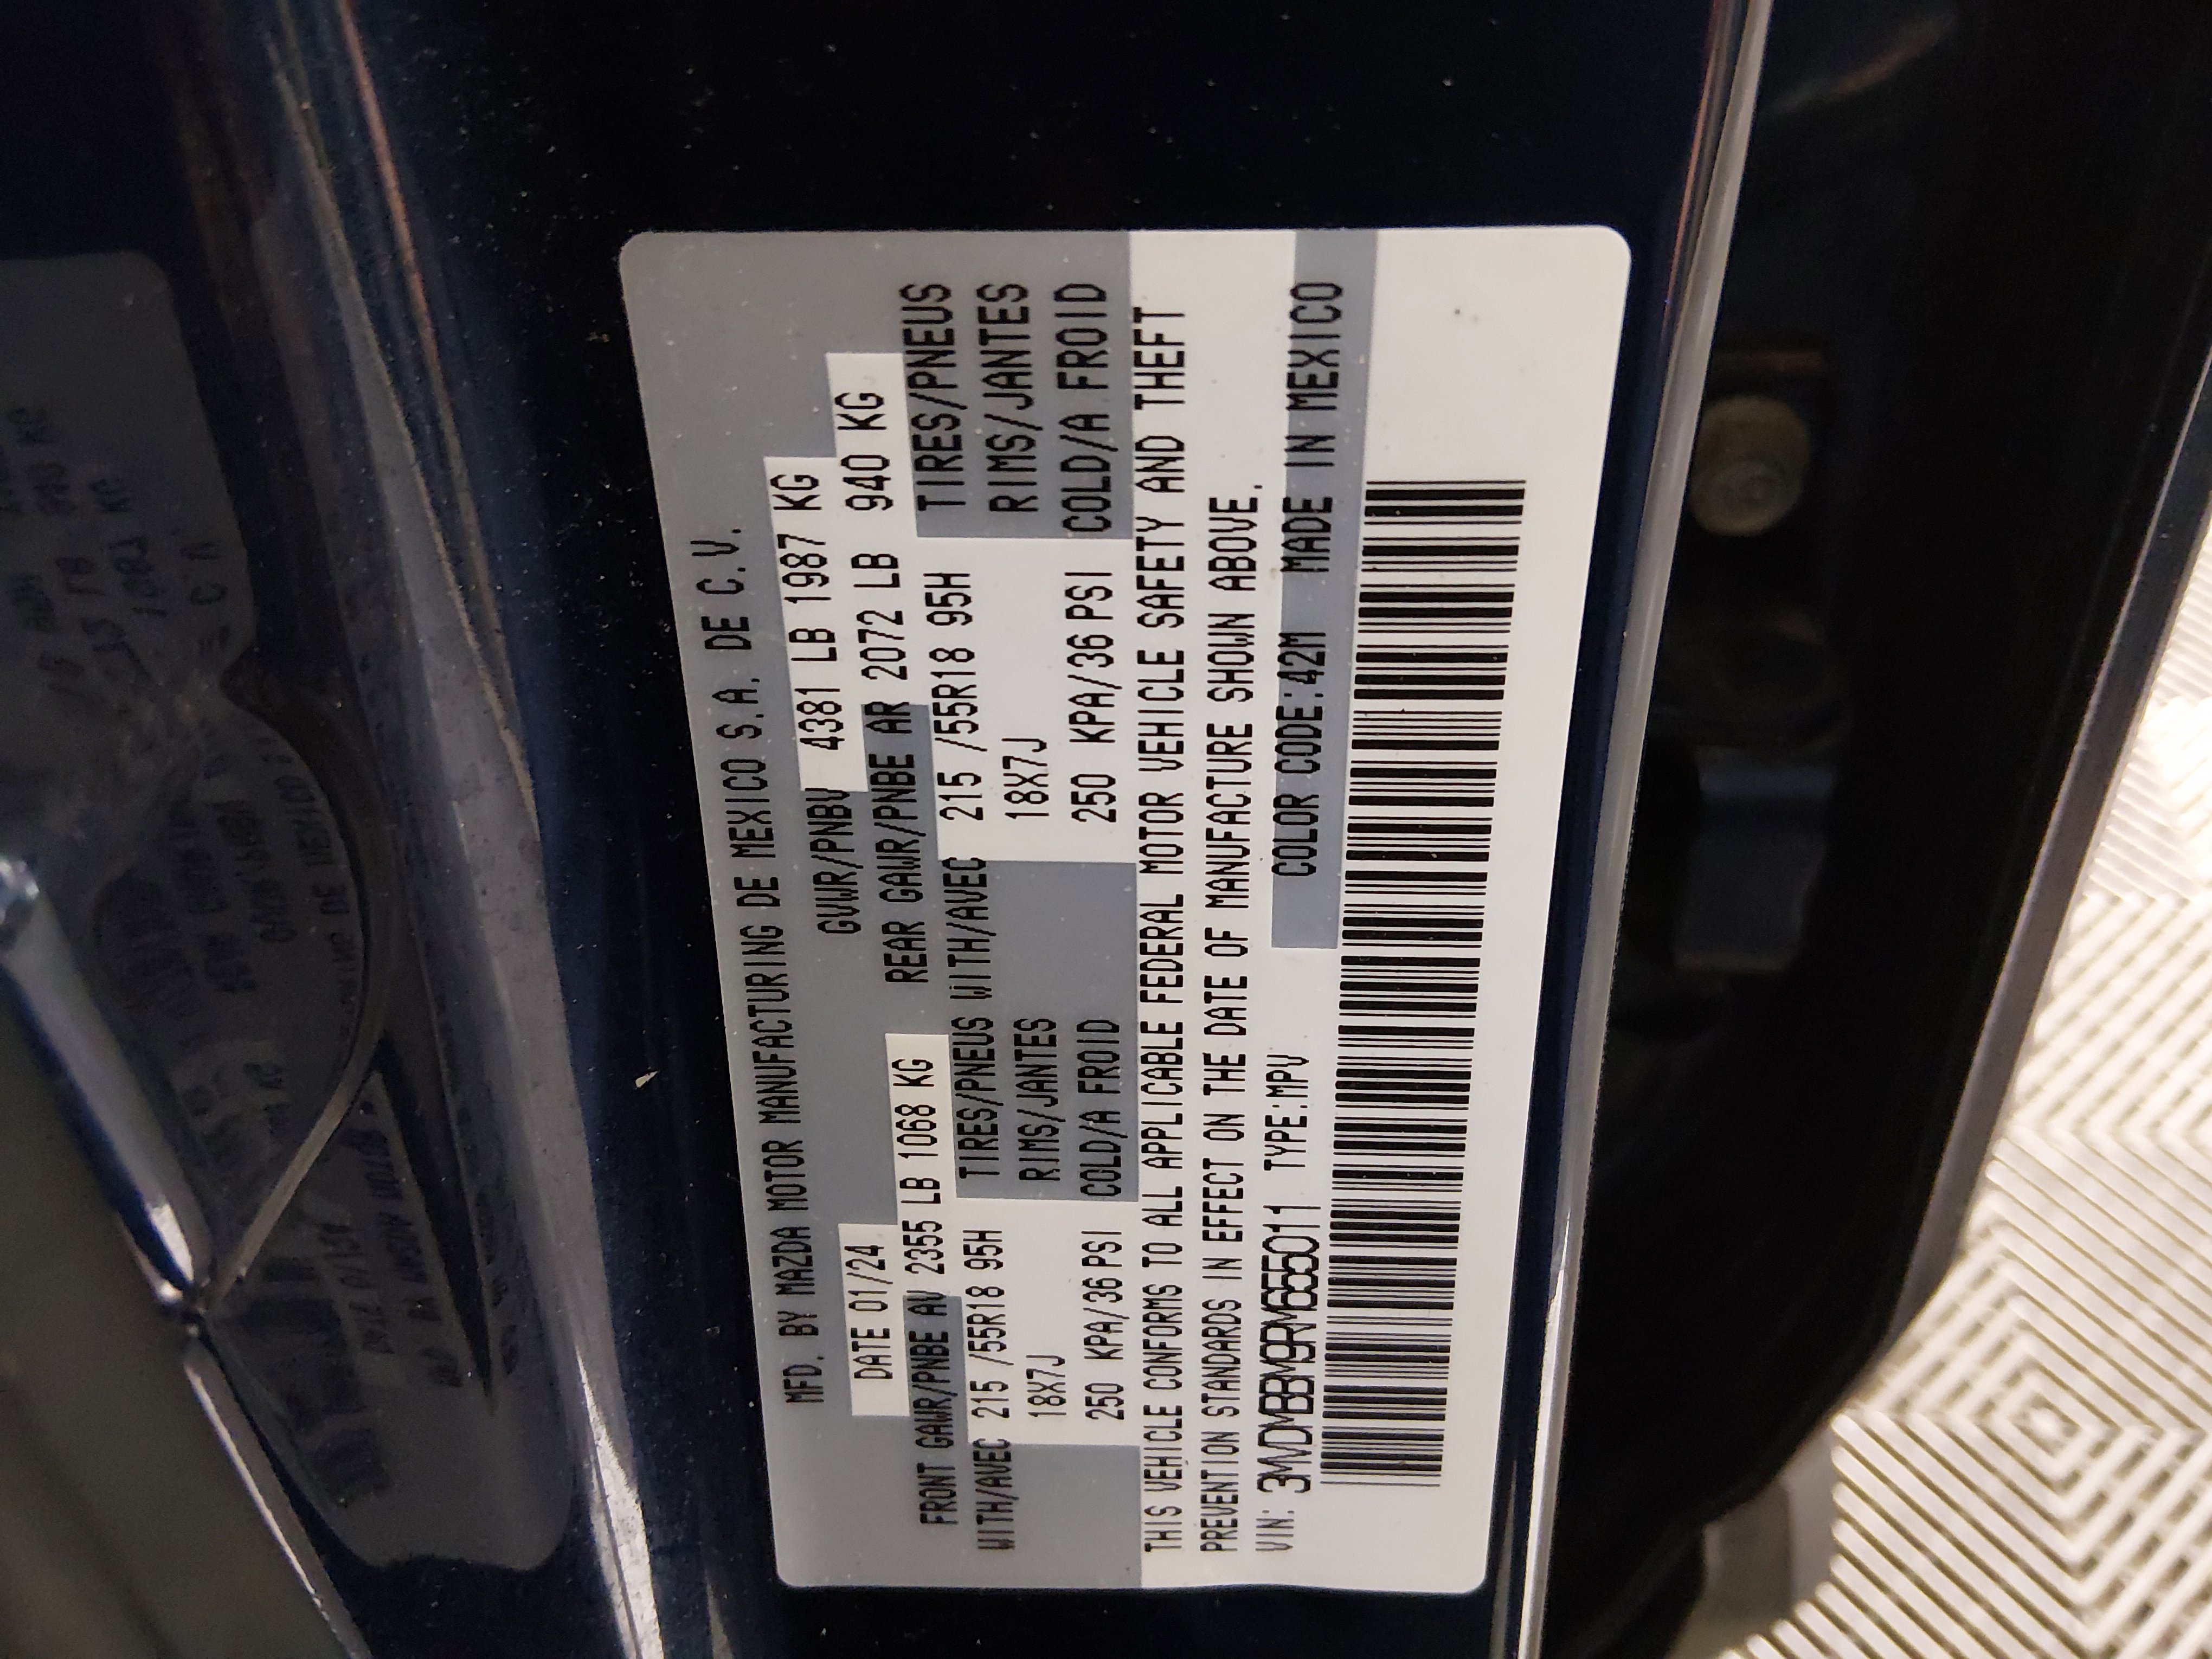 MFD. BY MAZDA MOTOR MANUFACTURING DE MEXICO S.A. DE C.V.
DATE 01/24 GVWR/PNBV 4381 LB 1987 KG
FRONT GAWR/PNBE AV 2355 LB 1068 KG REAR GAWR/PNBE AR 2072 LB 940 KG
WITH/AVEC 215 /55R18 95H TIRES/PNEUS WITH/AVEC 215 /55R18 95H TIRES/PNEUS
18X7J RIMS/JANTES 18X7J RIMS/JANTES
250 KPA/36 PSI COLD/A FROID 250 KPA/36 PSI COLD/A FROID
THIS VEHICLE CONFORMS TO ALL APPLICABLE FEDERAL MOTOR VEHICLE SAFETY AND THEFT
PREVENTION STANDARDS IN EFFECT ON THE DATE OF MANUFACTURE SHOWN ABOVE.
VIN: 3MVDMBBM9RM655011 TYPE:MPV COLOR CODE:42M MADE IN MEXICO